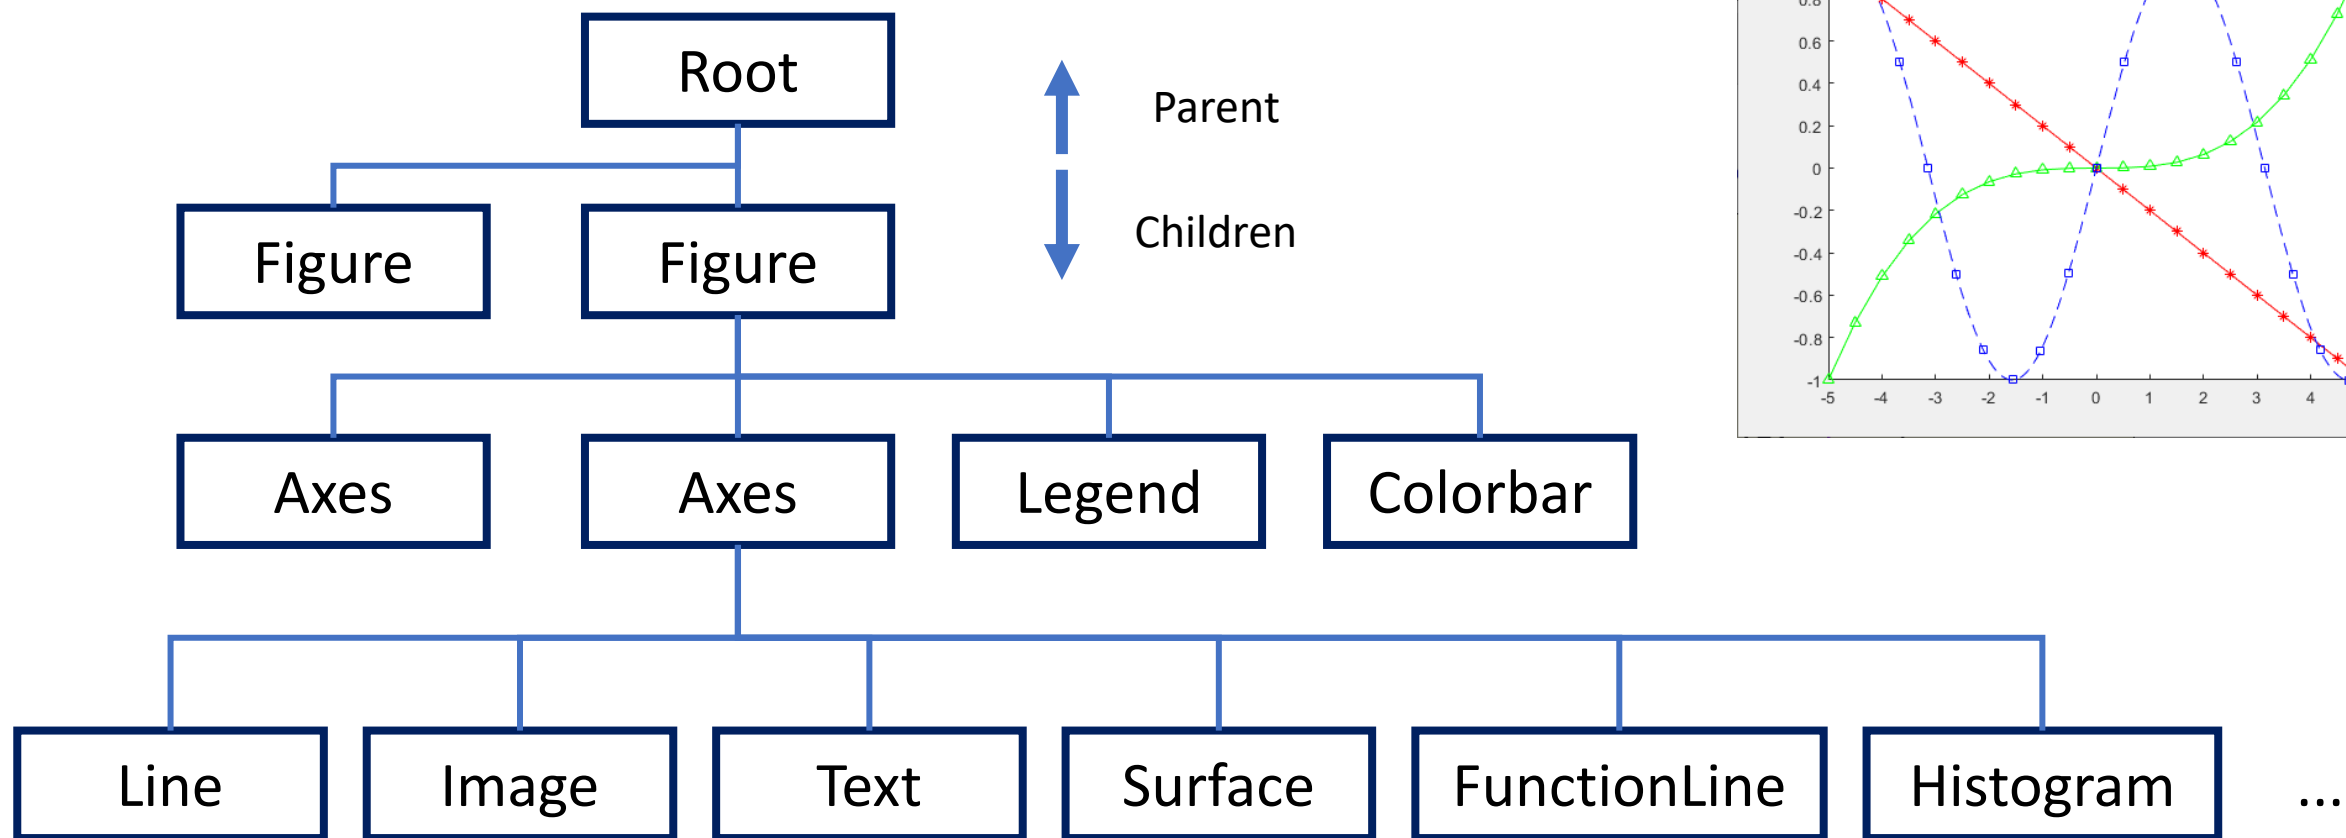 Root
Parent
Children
Figure
Figure
Axes
Axes
Legend
Colorbar
Line
Image
Text
Surface
FunctionLine
Histogram
...
0.8
0.6
0.4
0.2
0
-0.2
-0.4
-0.6
-0.8
-1
-5 -4 -3 -2 -1 0 1 2 3 4